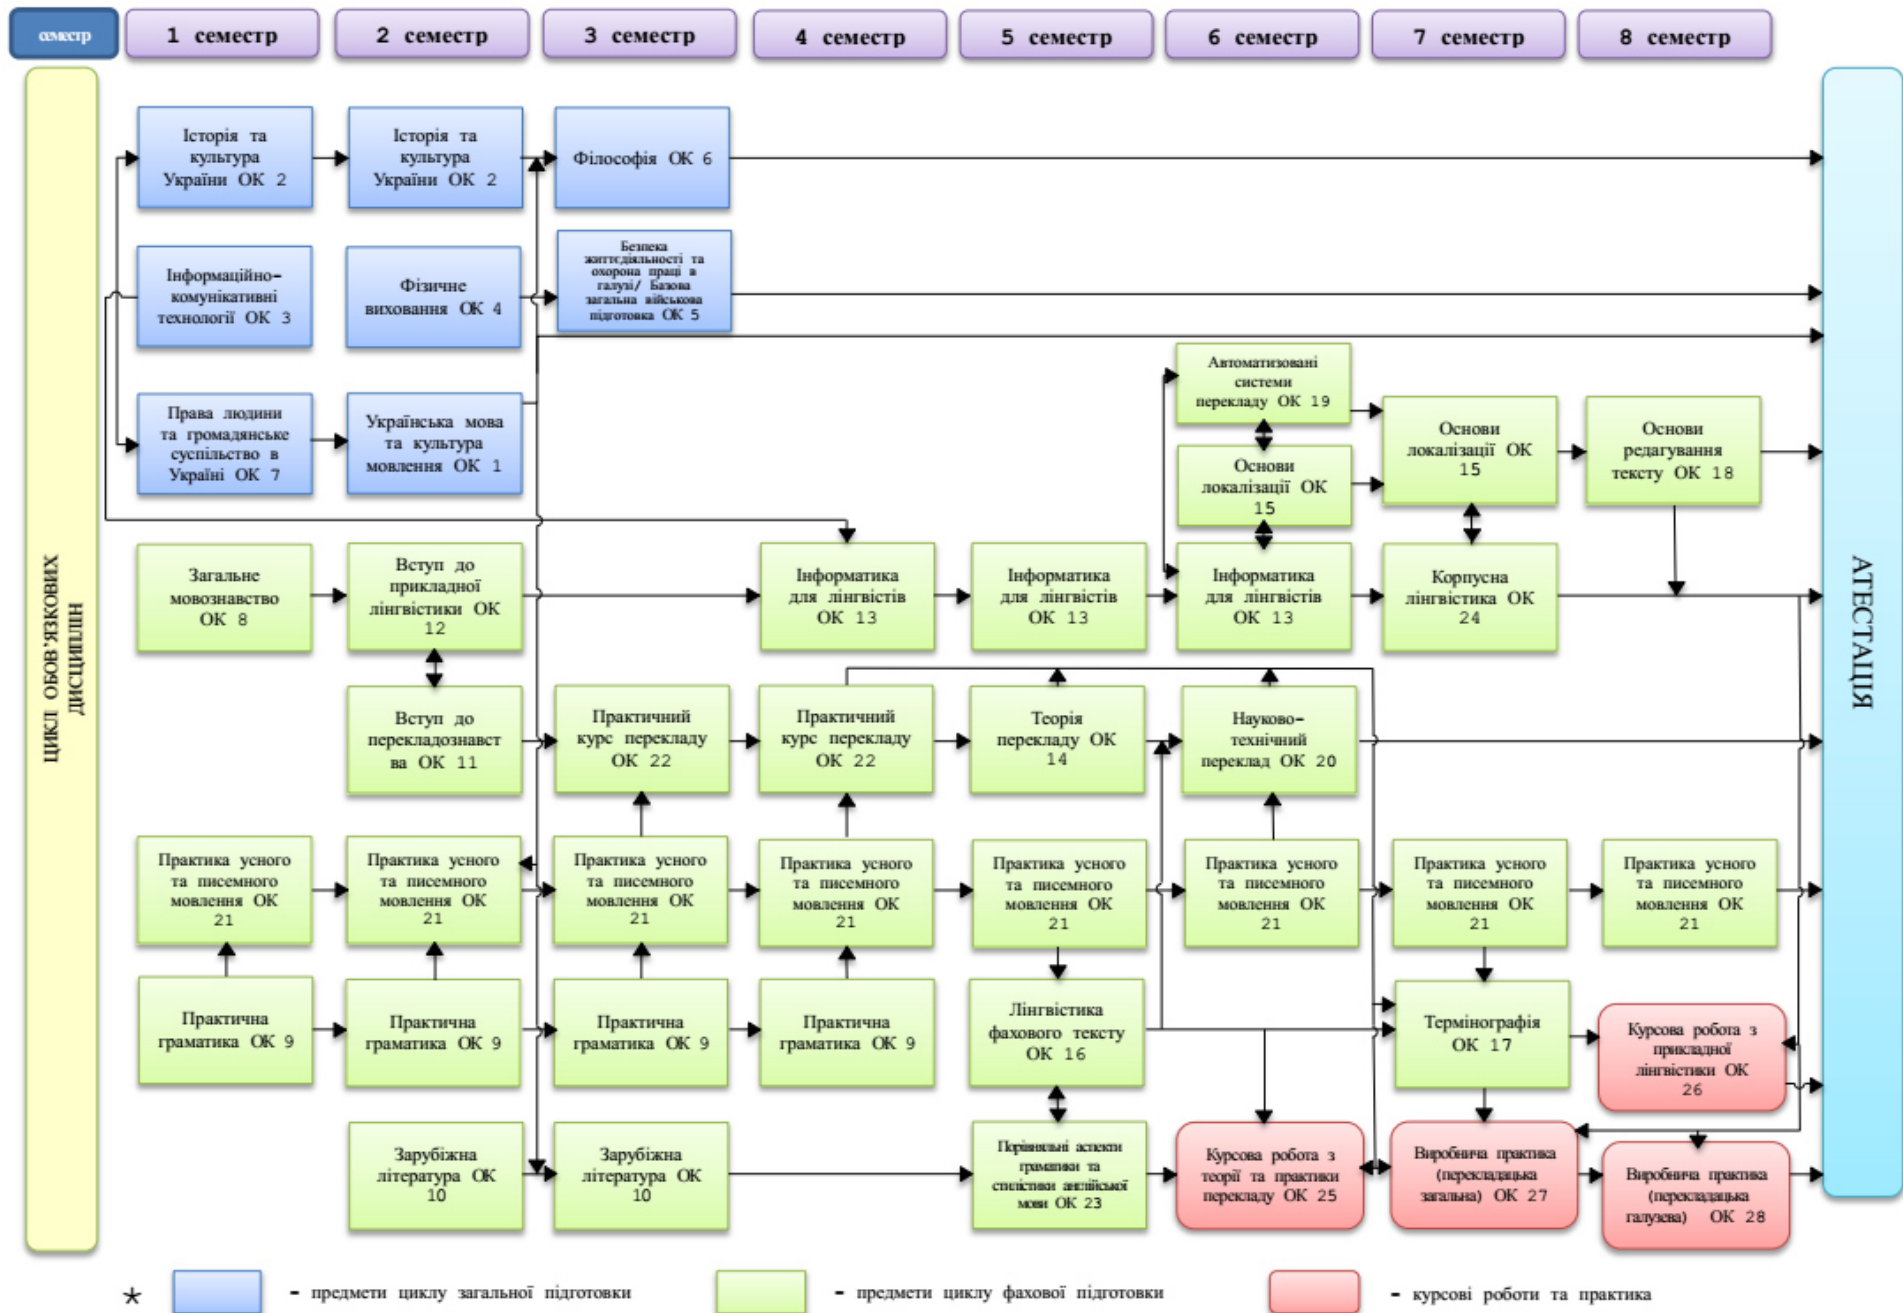 семестр
1 семестр
2 семестр
3 семестр
4 семестр
5 семестр
6 семестр
7 семестр
8 семестр
ЦИКЛ ОБОВ’ЯЗКОВИХ
ДИСЦИПЛІН
Історія та
культура
України ОК 2
Історія та
культура
України ОК 2
Філософія ОК 6
Інформаційно-
комунікативні
технології ОК 3
Фізичне
виховання ОК 4
Безпека
життєдіяльності та
охорона праці в
галузі/ Базова
загальна військова
підготовка ОК 5
Права людини
та громадянське
суспільство в
Україні ОК 7
Українська мова
та культура
мовлення ОК 1
Автоматизовані
системи
перекладу ОК 19
Основи
локалізації ОК
15
Основи
локалізації ОК
15
Основи
редагування
тексту ОК 18
Загальне
мовознавство
ОК 8
Вступ до
прикладної
лінгвістики ОК
12
Інформатика
для лінгвістів
ОК 13
Інформатика
для лінгвістів
ОК 13
Інформатика
для лінгвістів
ОК 13
Корпусна
лінгвістика ОК
24
Вступ до
перекладознавст
ва ОК 11
Практичний
курс перекладу
ОК 22
Практичний
курс перекладу
ОК 22
Теорія
перекладу ОК
14
Науково-
технічний
переклад ОК 20
Практика усного
та писемного
мовлення ОК
21
Практика усного
та писемного
мовлення ОК
21
Практика усного
та писемного
мовлення ОК
21
Практика усного
та писемного
мовлення ОК
21
Практика усного
та писемного
мовлення ОК
21
Практика усного
та писемного
мовлення ОК
21
Практика усного
та писемного
мовлення ОК
21
Практика усного
та писемного
мовлення ОК
21
Практична
граматика ОК 9
Практична
граматика ОК 9
Практична
граматика ОК 9
Практична
граматика ОК 9
Лінгвістика
фахового тексту
ОК 16
Термінографія
ОК 17
Курсова робота з
прикладної
лінгвістики ОК
26
Зарубіжна
література ОК
10
Зарубіжна
література ОК
10
Порівняльні аспекти
граматики та
стилістики англійської
мови ОК 23
Курсова робота з
теорії та практики
перекладу ОК 25
Виробнича практика
(перекладацька
загальна) ОК 27
Виробнича практика
(перекладацька
галузева) ОК 28
АТЕСТАЦІЯ
* - предмети циклу загальної підготовки
- предмети циклу фахової підготовки
- курсові роботи та практика